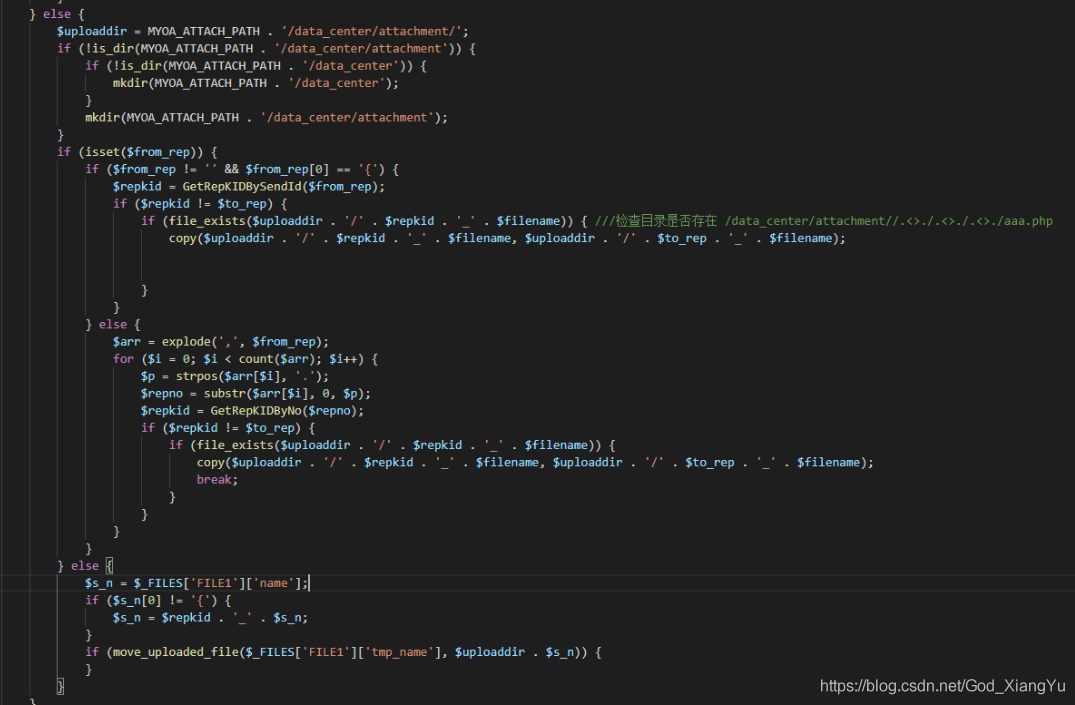 } else {
$uploaddir = MYOA_ATTACH_PATH . '/data_center/attachment/';
if (!is_dir(MYOA_ATTACH_PATH . '/data_center/attachment')) {
if (!is_dir(MYOA_ATTACH_PATH . '/data_center')) {
mkdir(MYOA_ATTACH_PATH . '/data_center');
}
mkdir(MYOA_ATTACH_PATH . '/data_center/attachment');
}
if (isset($from_rep)) {
if ($from_rep != '' && $from_rep[0] == '{') {
$repkid = GetRepKIDBySendId($from_rep);
if ($repkid != $to_rep) {
if (file_exists($uploaddir . '/' . $repkid . '_' . $filename)) { ///检查目录是否存在 /data_center/attachment//.<>./.<>./.<>./aaa.php
copy($uploaddir . '/' . $repkid . '_' . $filename, $uploaddir . '/' . $to_rep . '_' . $filename);
}
}
} else {
$arr = explode(',', $from_rep);
for ($i = 0; $i < count($arr); $i++) {
$p = strpos($arr[$i], '.');
$repno = substr($arr[$i], 0, $p);
$repkid = GetRepKIDByNo($repno);
if ($repkid != $to_rep) {
if (file_exists($uploaddir . '/' . $repkid . '_' . $filename)) {
copy($uploaddir . '/' . $repkid . '_' . $filename, $uploaddir . '/' . $to_rep . '_' . $filename);
break;
}
}
}
}
} else {
$s_n = $_FILES['FILE1']['name'];
if ($s_n[0] != '{') {
$s_n = $repkid . '_' . $s_n;
}
if (move_uploaded_file($_FILES['FILE1']['tmp_name'], $uploaddir . $s_n)) {
}
}
https://blog.csdn.net/God_XiangYu